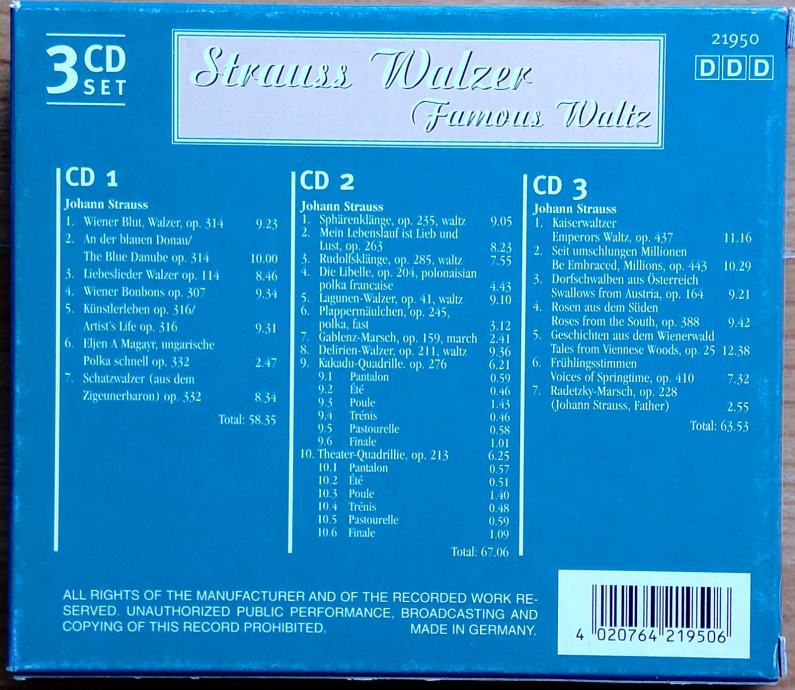 3 CD
SET
Strauss Walzer
Famous Waltz
21950
DDD
CD 1
Johann Strauss
1. Wiener Blut, Walzer, op. 314 9.23
2. An der blauen Donau/
The Blue Danube op. 314 10.00
3. Liebeslieder Walzer op. 114 8.46
4. Wiener Bonbons op. 307 9.34
5. Künstlerleben op. 316/
Artist's Life op. 316 9.31
6. Eljen A Magayr, ungarische
Polka schnell op. 332 2.47
7. Schatzwalzer (aus dem
Zigeunerbaron) op. 332 8.34
Total: 58.35
CD 2
Johann Strauss
1. Sphärenklänge, op. 235, waltz 9.05
2. Mein Lebenslauf ist Lieb und
Lust, op. 263 8.23
3. Rudolfsklänge, op. 285, waltz 7.55
4. Die Libelle, op. 204, polonaisian
polka francaise 4.43
5. Lagunen-Walzer, op. 41, waltz 9.10
6. Plappermäulchen, op. 245,
polka, fast 3.12
7. Gablenz-Marsch, op. 159, march 2.41
8. Delirien-Walzer, op. 211, waltz 9.36
9. Kakadu-Quadrille. op. 276 6.21
9.1 Pantalon 0.59
9.2 Été 0.46
9.3 Poule 1.43
9.4 Trénis 0.46
9.5 Pastourelle 0.58
9.6 Finale 1.01
10. Theater-Quadrillie, op. 213 6.25
10.1 Pantalon 0.57
10.2 Été 0.51
10.3 Poule 1.40
10.4 Trénis 0.48
10.5 Pastourelle 0.59
10.6 Finale 1.09
Total: 67.06
CD 3
Johann Strauss
1. Kaiserwaltzer
Emperors Waltz, op. 437 11.16
2. Seit umschlungen Millionen
Be Embraced, Millions, op. 443 10.29
3. Dorfschwalben aus Österreich
Swallows from Austria, op. 164 9.21
4. Rosen aus dem Süden
Roses from the South, op. 388 9.42
5. Geschichten aus dem Wienerwald
Tales from Viennese Woods, op. 25 12.38
6. Frühlingsstimmen
Voices of Springtime, op. 410 7.32
7. Radetzky-Marsch, op. 228
(Johann Strauss, Father) 2.55
Total: 63.53
ALL RIGHTS OF THE MANUFACTURER AND OF THE RECORDED WORK RE-
SERVED. UNAUTHORIZED PUBLIC PERFORMANCE, BROADCASTING AND
COPYING OF THIS RECORD PROHIBITED. MADE IN GERMANY.
4 020764 219506